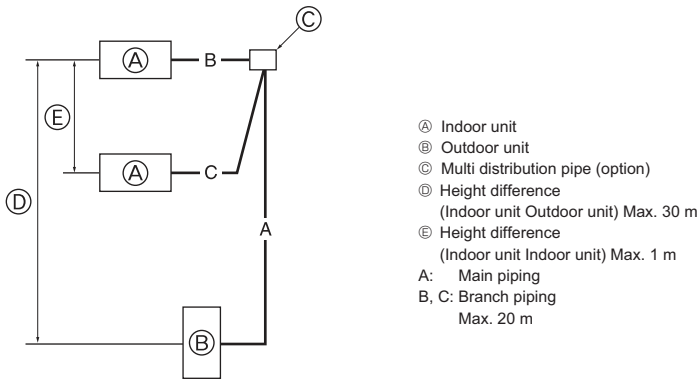 Ⓒ
Ⓐ B
Ⓔ
Ⓐ C
Ⓓ
A
Ⓑ
Ⓐ Indoor unit
Ⓑ Outdoor unit
Ⓒ Multi distribution pipe (option)
Ⓓ Height difference
(Indoor unit Outdoor unit) Max. 30 m
Ⓔ Height difference
(Indoor unit Indoor unit) Max. 1 m
A: Main piping
B, C: Branch piping
Max. 20 m